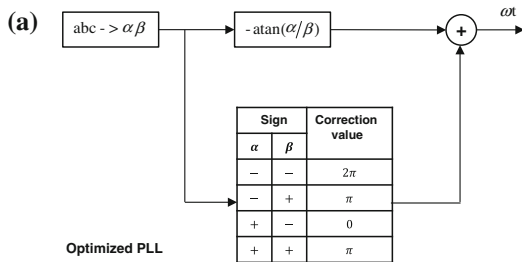 (a)
abc -> αβ
-atan(α/β)
+
ωt
Sign Correction value
α β
− − 2π
− + π
+ − 0
+ + π
Optimized PLL